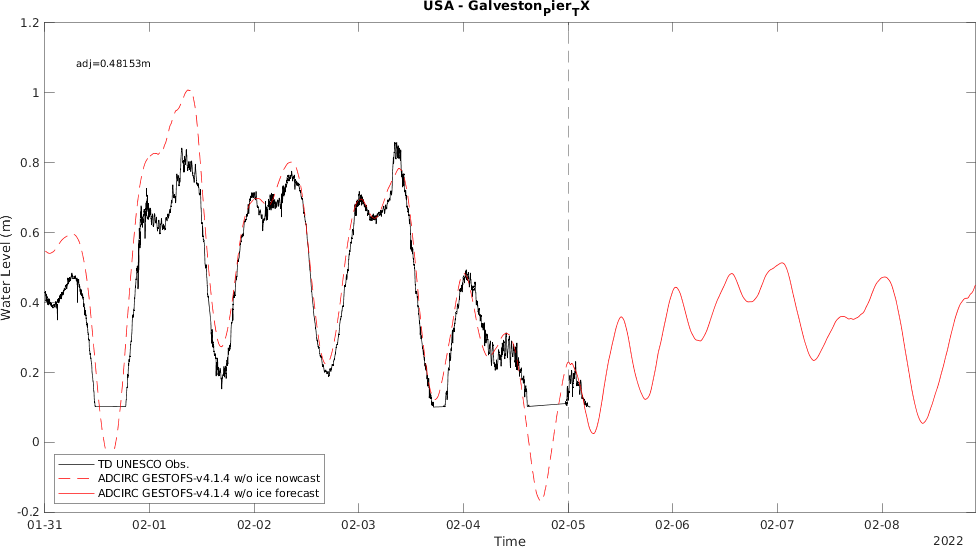 USA - Galveston_Pier_TX
adj=0.48153m
1.2
1
0.8
0.6
0.4
0.2
0
-0.2
Water Level (m)
TD UNESCO Obs.
ADCIRC GESTOFS-v4.1.4 w/o ice nowcast
ADCIRC GESTOFS-v4.1.4 w/o ice forecast
01-31 02-01 02-02 02-03 02-04 02-05 02-06 02-07 02-08
Time
2022